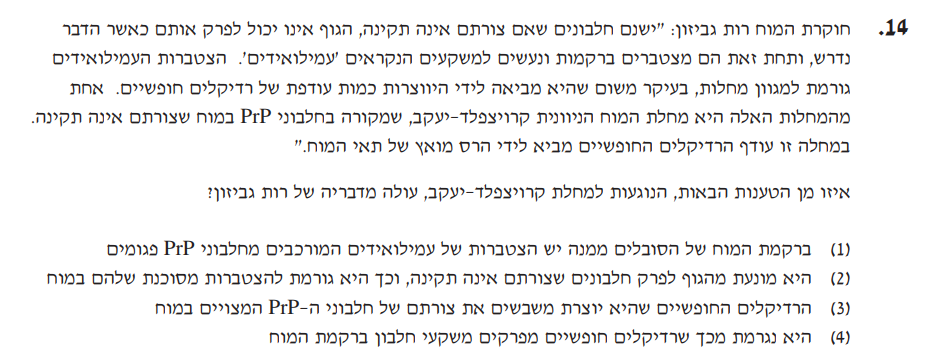 14. חוקרת המוח רות גביזון: "ישנם חלבונים שאם צורתם אינה תקינה, הגוף אינו יכול לפרק אותם כאשר הדבר
נדרש, ותחת זאת הם מצטברים ברקמות ונעשים למשקעים הנקראים 'עמילואידים'. הצטברות העמילואידים
גורמת למגוון מחלות, בעיקר משום שהיא מביאה לידי היווצרות כמות עודפת של רדיקלים חופשיים. אחת
מהמחלות האלה היא מחלת המוח הניוונית קרויצפלד-יעקב, שמקורה בחלבוני PrP במוח שצורתם אינה תקינה.
במחלה זו עודף הרדיקלים החופשיים מביא לידי הרס מואץ של תאי המוח."
איזו מן הטענות הבאות, הנוגעות למחלת קרויצפלד-יעקב, עולה מדבריה של רות גביזון?
(1) ברקמת המוח של הסובלים ממנה יש הצטברות של עמילואידים המורכבים מחלבוני PrP פגומים
(2) היא מונעת מהגוף לפרק חלבונים שצורתם אינה תקינה, וכך היא גורמת להצטברות מסוכנת שלהם במוח
(3) הרדיקלים החופשיים שהיא יוצרת משבשים את צורתם של חלבוני ה-PrP המצויים במוח
(4) היא נגרמת מכך שרדיקלים חופשיים מפרקים משקעי חלבון ברקמת המוח